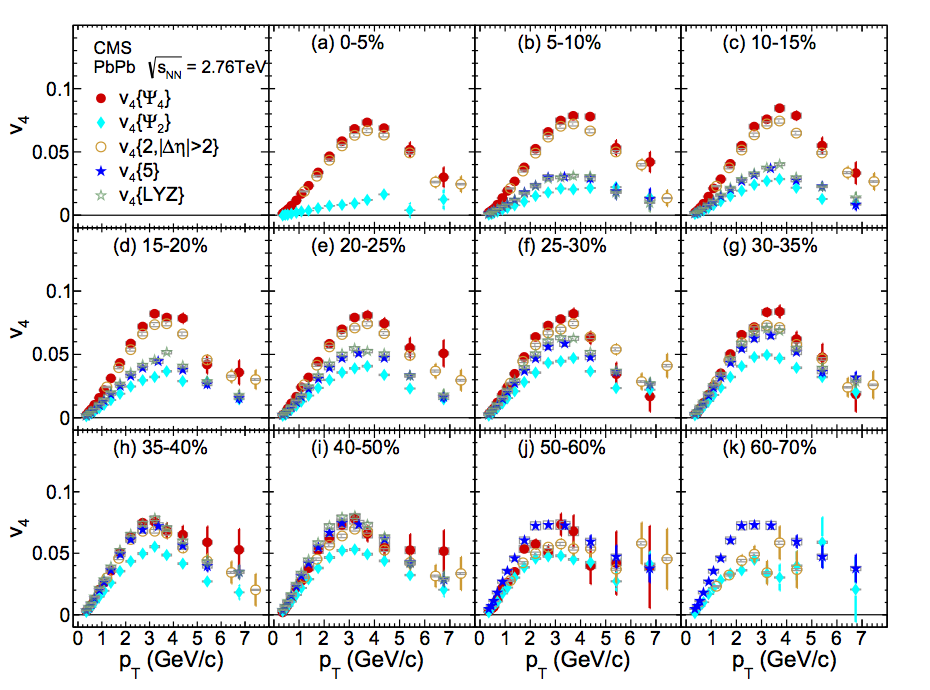 CMS
PbPb √s_NN = 2.76TeV
v₄{Ψ₄}
v₄{Ψ₂}
v₄{2,|Δη|>2}
v₄{5}
v₄{LYZ}
(a) 0-5%
(b) 5-10%
(c) 10-15%
v₄
0.1
0.05
0
(d) 15-20%
(e) 20-25%
(f) 25-30%
(g) 30-35%
v₄
0.1
0.05
0
(h) 35-40%
(i) 40-50%
(j) 50-60%
(k) 60-70%
v₄
0.1
0.05
0
0 1 2 3 4 5 6 7
0 1 2 3 4 5 6 7
0 1 2 3 4 5 6 7
0 1 2 3 4 5 6 7
p_T (GeV/c)
p_T (GeV/c)
p_T (GeV/c)
p_T (GeV/c)